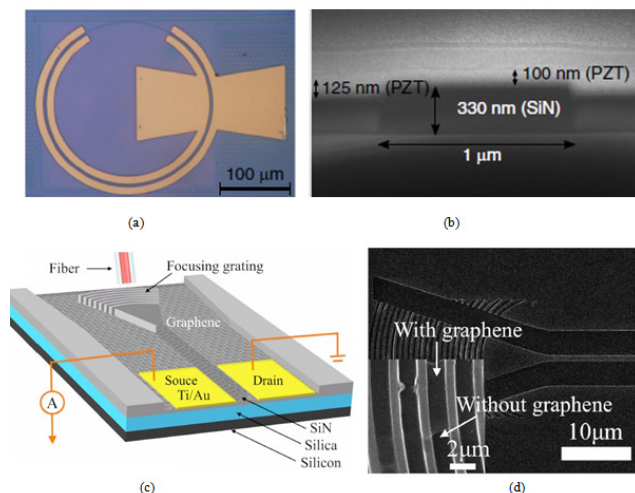 100 µm
100 nm (PZT)
125 nm (PZT)
330 nm (SiN)
1 µm
(a)
(b)
Fiber
Focusing grating
Graphene
Souce
Ti/Au
Drain
A
SiN
Silica
Silicon
With graphene
Without graphene
2µm
10µm
(c)
(d)